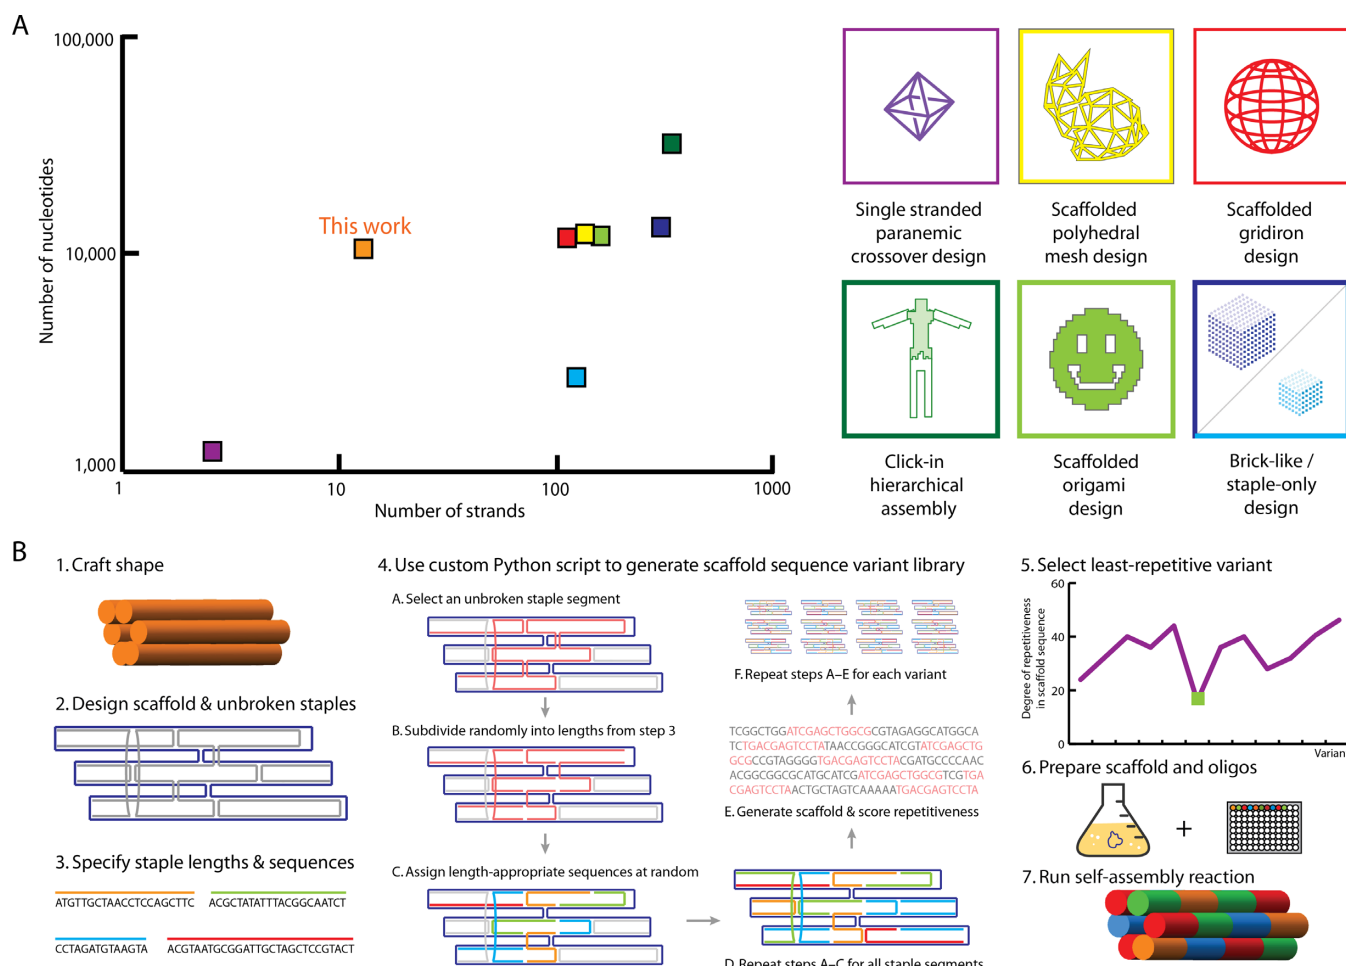 A
100,000
10,000
1,000
Number of nucleotides
1
10
100
1000
Number of strands
This work
Single stranded
paranemic
crossover design
Scaffolded
polyhedral
mesh design
Scaffolded
gridiron
design
Click-in
hierarchical
assembly
Scaffolded
origami
design
Brick-like /
staple-only
design
B
1. Craft shape
2. Design scaffold & unbroken staples
3. Specify staple lengths & sequences
ATGTTGCTAACCTCCAGCTTC
ACGCTATATTTACGGCAATCT
CCTAGATGTAAGTA
ACGTAATGCGGATTGCTAGCTCCGTACT
4. Use custom Python script to generate scaffold sequence variant library
A. Select an unbroken staple segment
B. Subdivide randomly into lengths from step 3
C. Assign length-appropriate sequences at random
D. Repeat steps A–C for all staple segments
E. Generate scaffold & score repetitiveness
TCGGCTGGATCGAGCTGGCGCGTAGAGGCATGGCA
TCTGACGAGTCCTATAACCGGGCATCGTATCGAGCTG
GCGCCGTAGGGGTGACGAGTCCTACGATGCCCCAAC
ACGGCGGCGCATGCATCGATCGAGCTGGCGTCGTGA
CGAGTCCTAACTGCTAGTCAAAAATGACGAGTCCTA
F. Repeat steps A–E for each variant
5. Select least-repetitive variant
60
40
20
0
Degree of repetitiveness
in scaffold sequence
Varian
6. Prepare scaffold and oligos
+
7. Run self-assembly reaction